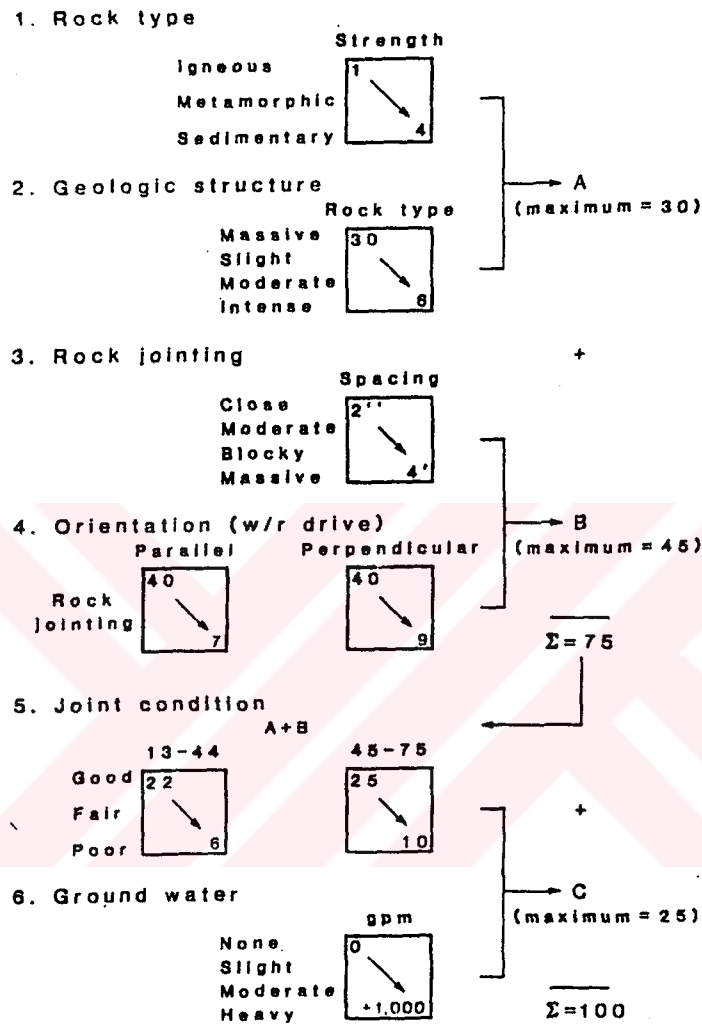 1. Rock type
Strength
Igneous
1
Metamorphic
4
Sedimentary
A
(maximum = 30)
2. Geologic structure
Rock type
Massive
30
Slight
Moderate
6
Intense
3. Rock jointing
+
Spacing
Close
2''
Moderate
Blocky
4'
Massive
B
(maximum = 45)
4. Orientation (w/r drive)
Parallel Perpendicular
40 40
Rock
jointing
7 9
Σ = 75
5. Joint condition
A+B
13-44 45-75
Good 22 25
Fair +
Poor 6 10
C
(maximum = 25)
6. Ground water
gpm
None 0
Slight
Moderate
+1,000
Heavy
Σ=100